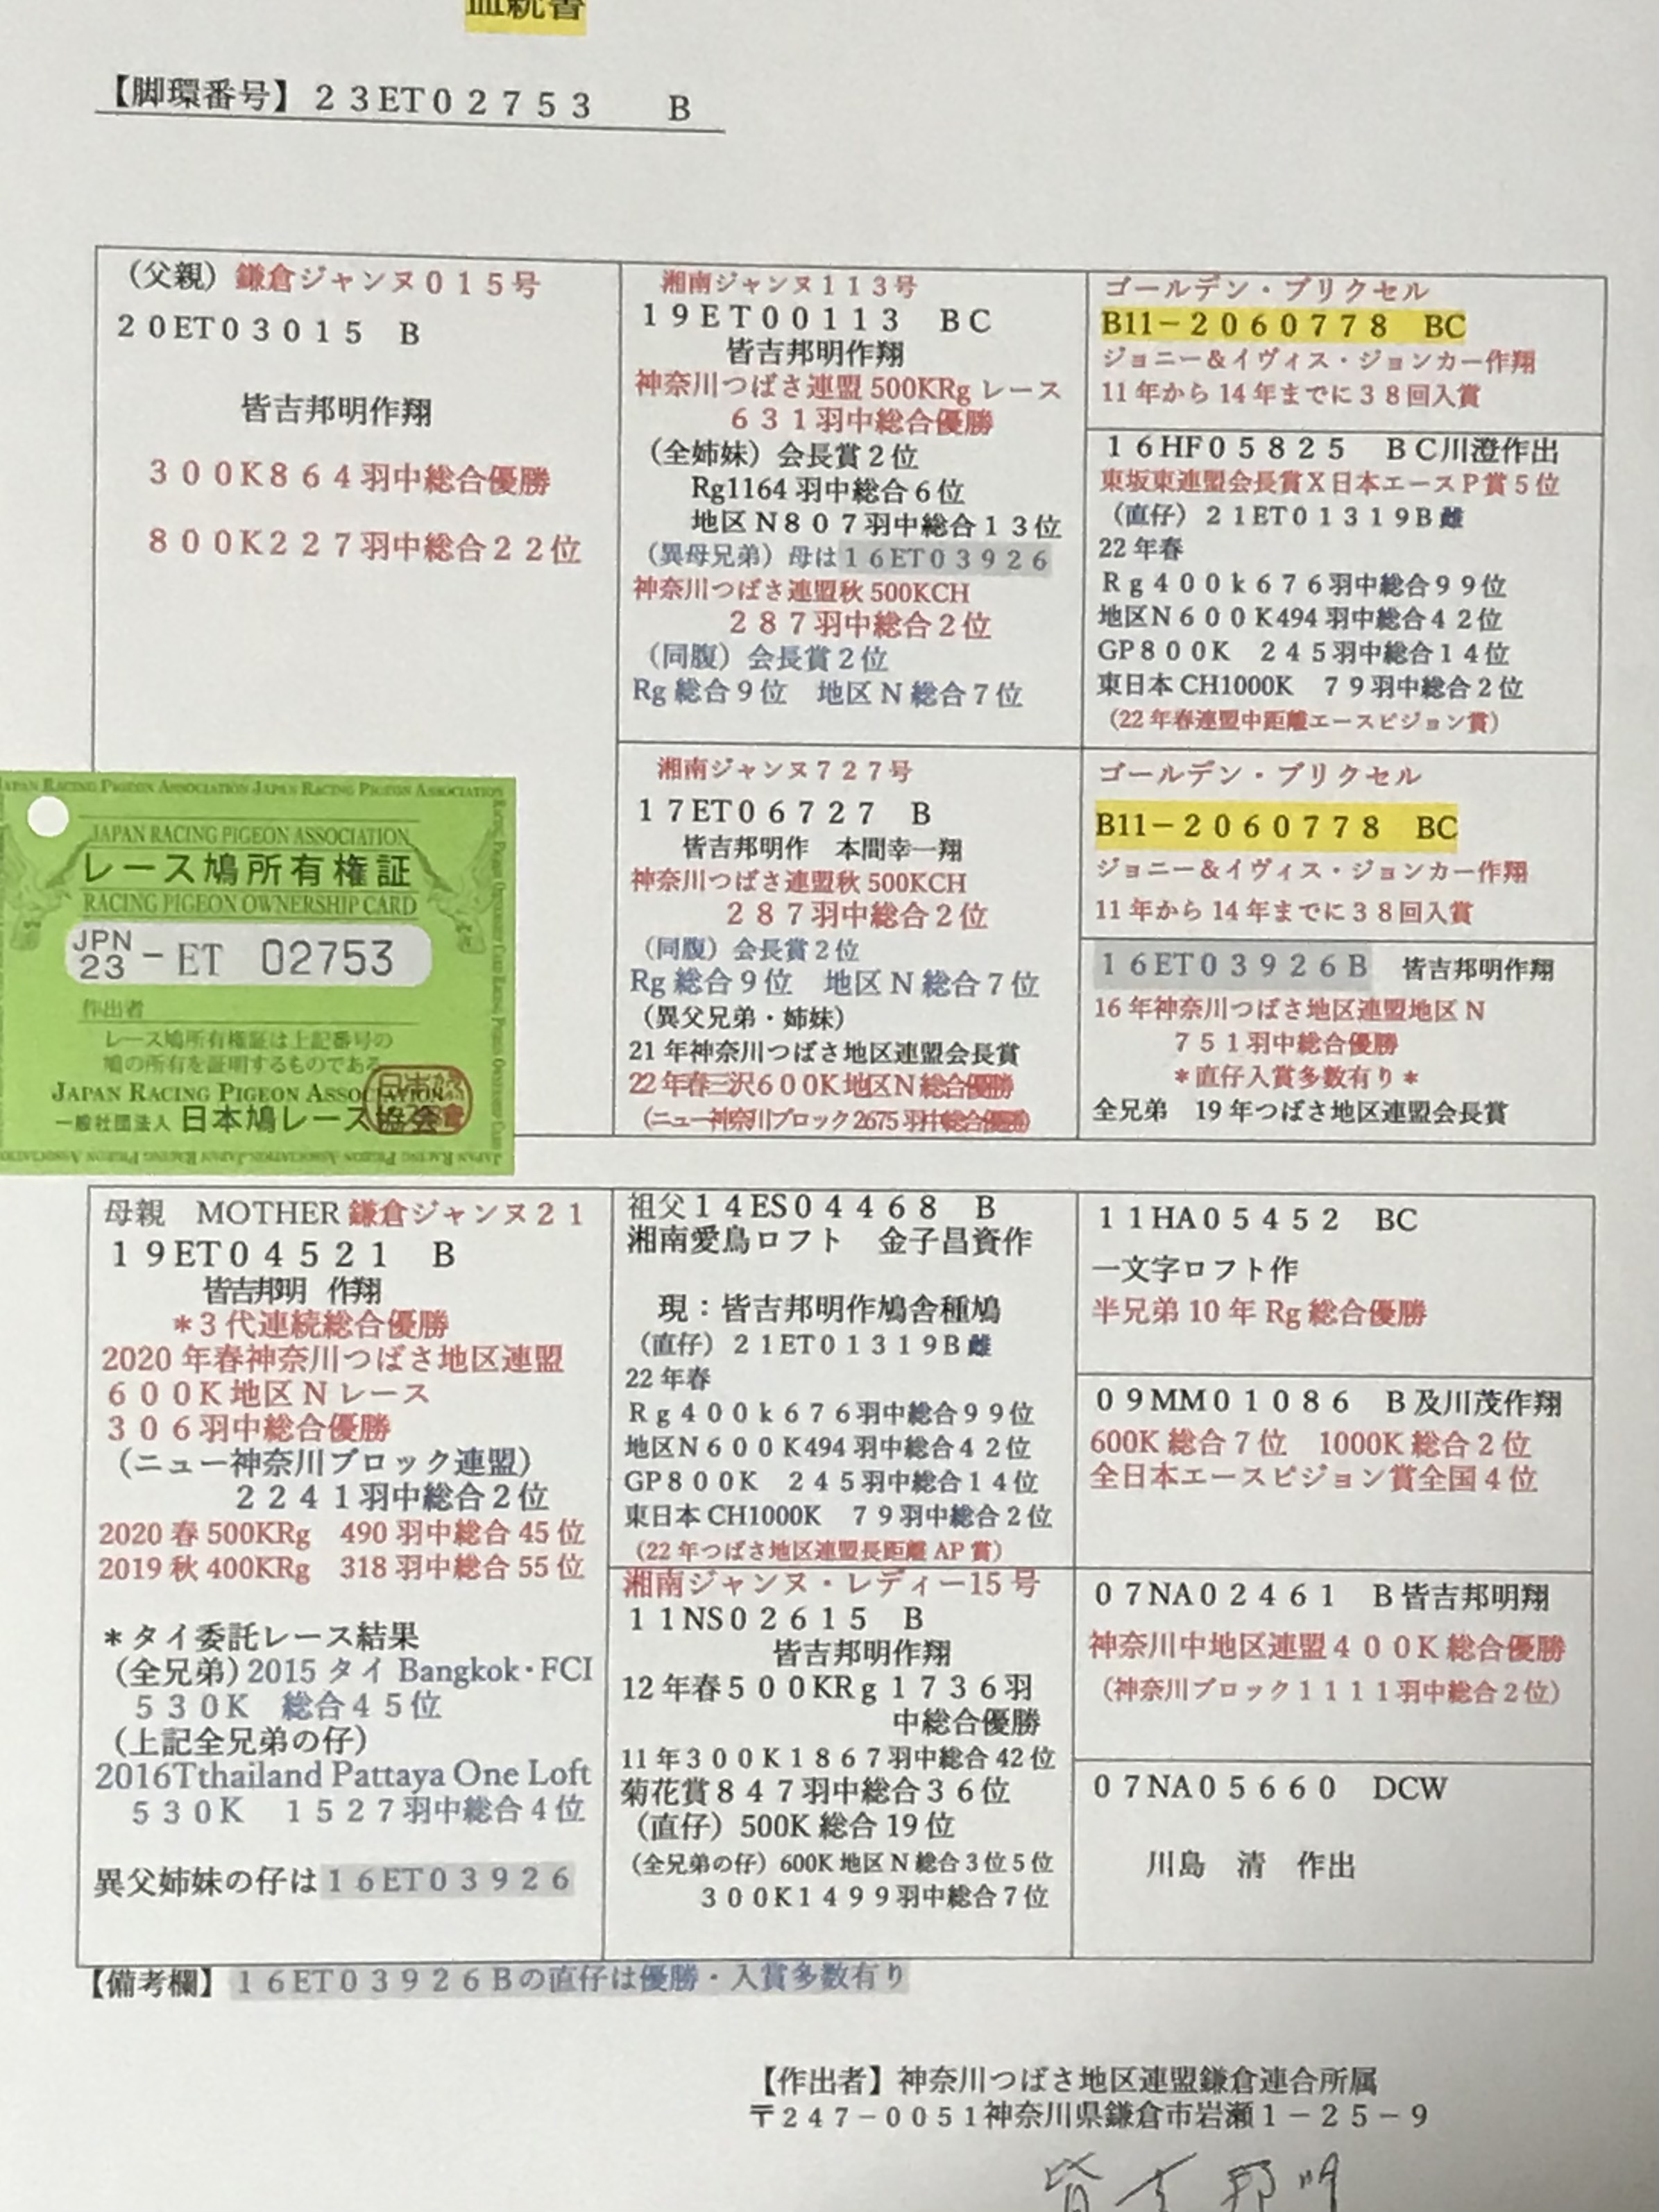 血統書
【脚環番号】23ET02753　B
(父親) 鎌倉ジャンヌ015号
20ET03015　B
皆吉邦明作翔
300K864羽中総合優勝
800K227羽中総合22位
湘南ジャンヌ113号
19ET00113　BC
皆吉邦明作翔
神奈川つばさ連盟500KRgレース
631羽中総合優勝
(全姉妹) 会長賞2位
Rg1164羽中総合6位
地区N807羽中総合13位
(異母兄弟) 母は16ET03926
神奈川つばさ連盟秋500KCH
287羽中総合2位
(同腹) 会長賞2位
Rg総合9位　地区N総合7位
ゴールデン・ブリクセル
B11-2060778　BC
ジョニー&イヴィス・ジョンカー作翔
11年から14年までに38回入賞
16HF05825　BC川澄作出
東坂東連盟会長賞X日本エースP賞5位
(直仔) 21ET01319B雌
22年春
Rg400k676羽中総合99位
地区N600K494羽中総合42位
GP800K　245羽中総合14位
東日本CH1000K　79羽中総合2位
(22年春連盟中距離エースピジョン賞)
湘南ジャンヌ727号
17ET06727　B
皆吉邦明作　本間幸一翔
神奈川つばさ連盟秋500KCH
287羽中総合2位
(同腹) 会長賞2位
Rg総合9位　地区N総合7位
(異父兄弟・姉妹)
21年神奈川つばさ地区連盟会長賞
22年春三沢600K地区N総合優勝
(ニュー神奈川ブロック2675羽中総合優勝)
ゴールデン・ブリクセル
B11-2060778　BC
ジョニー&イヴィス・ジョンカー作翔
11年から14年までに38回入賞
16ET03926B　皆吉邦明作翔
16年神奈川つばさ地区連盟地区N
751羽中総合優勝
*直仔入賞多数有り*
全兄弟　19年つばさ地区連盟会長賞
JAPAN RACING PIGEON ASSOCIATION JAPAN RACING PIGEON ASSOCIATION
JAPAN RACING PIGEON ASSOCIATION
レース鳩所有権証
RACING PIGEON OWNERSHIP CARD
JPN
23 - ET 02753
作出者
レース鳩所有権証は上記番号の
鳩の所有を証明するものである
JAPAN RACING PIGEON ASSOCIATION
一般社団法人 日本鳩レース協会
母親　MOTHER 鎌倉ジャンヌ21
19ET04521　B
皆吉邦明　作翔
*3代連続総合優勝
2020年春神奈川つばさ地区連盟
600K地区Nレース
306羽中総合優勝
(ニュー神奈川ブロック連盟)
2241羽中総合2位
2020春500KRg　490羽中総合45位
2019秋400KRg　318羽中総合55位
*タイ委託レース結果
(全兄弟) 2015タイ Bangkok・FCI
530K　総合45位
(上記全兄弟の仔)
2016Tthailand Pattaya One Loft
530K　1527羽中総合4位
異父姉妹の仔は16ET03926
祖父14ES04468　B
湘南愛鳥ロフト　金子昌資作
現：皆吉邦明作鳩舎種鳩
(直仔) 21ET01319B雌
22年春
Rg400k676羽中総合99位
地区N600K494羽中総合42位
GP800K　245羽中総合14位
東日本CH1000K　79羽中総合2位
(22年つばさ地区連盟長距離AP賞)
湘南ジャンヌ・レディー15号
11NS02615　B
皆吉邦明作翔
12年春500KRg1736羽
中総合優勝
11年300K1867羽中総合42位
菊花賞847羽中総合36位
(直仔) 500K総合19位
(全兄弟の仔) 600K地区N総合3位5位
300K1499羽中総合7位
11HA05452　BC
一文字ロフト作
半兄弟10年Rg総合優勝
09MM01086　B及川茂作翔
600K総合7位　1000K総合2位
全日本エースピジョン賞全国4位
07NA02461　B皆吉邦明翔
神奈川中地区連盟400K総合優勝
(神奈川ブロック1111羽中総合2位)
07NA05660　DCW
川島　清　作出
【備考欄】16ET03926Bの直仔は優勝・入賞多数有り
【作出者】神奈川つばさ地区連盟鎌倉連合所属
〒247-0051神奈川県鎌倉市岩瀬1-25-9
皆吉邦明